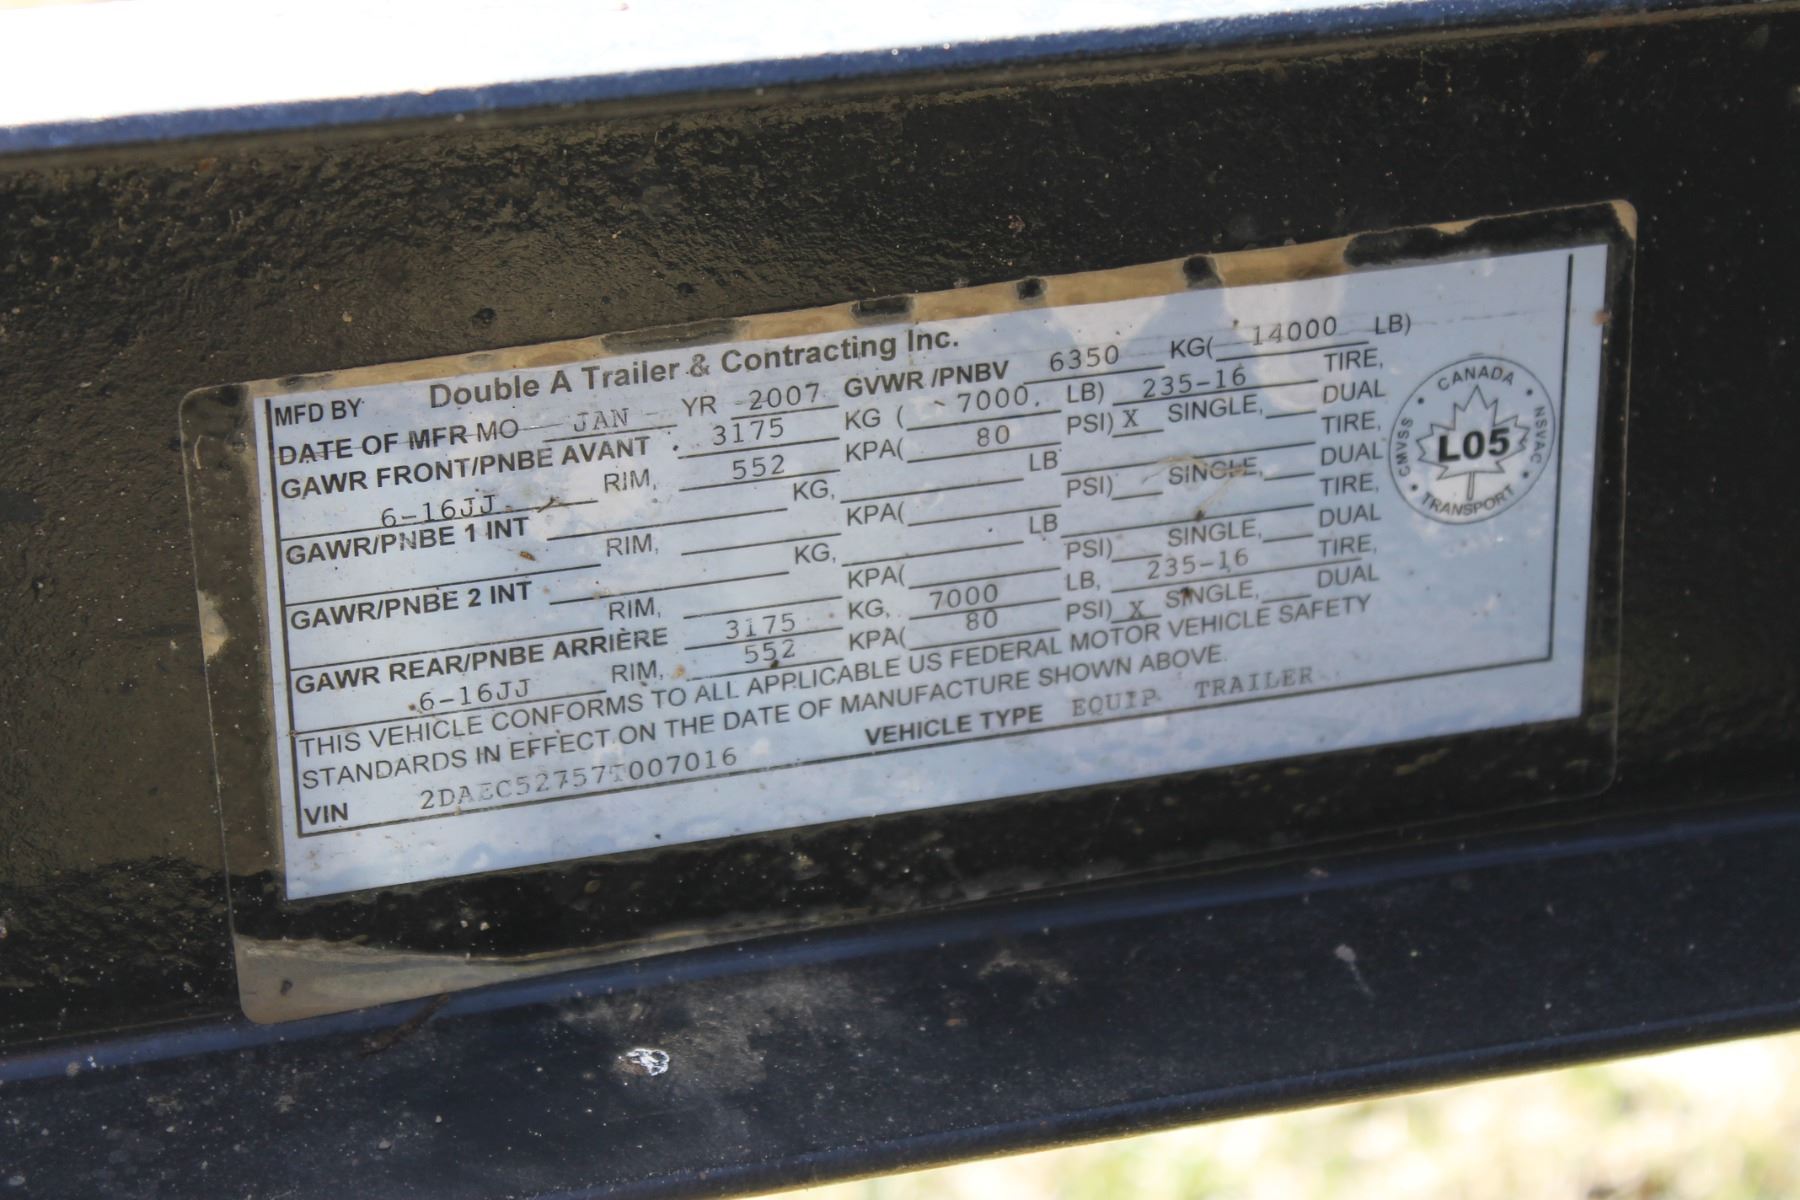 MFD BY Double A Trailer & Contracting Inc.
DATE OF MFR MO JAN YR 2007 GVWR /PNBV 6350 KG( 14000 LB)
GAWR FRONT/PNBE AVANT 3175 KG ( 7000 LB) 235-16 TIRE,
6-16JJ RIM, 552 KPA( 80 PSI) X SINGLE, DUAL
GAWR/PNBE 1 INT KG, LB TIRE,
RIM, KPA( PSI) SINGLE, DUAL
GAWR/PNBE 2 INT KG, LB TIRE,
RIM, KPA( PSI) SINGLE, DUAL
GAWR REAR/PNBE ARRIÈRE 3175 KG, 7000 LB, 235-16 TIRE,
6-16JJ RIM, 552 KPA( 80 PSI) X SINGLE, DUAL
THIS VEHICLE CONFORMS TO ALL APPLICABLE US FEDERAL MOTOR VEHICLE SAFETY
STANDARDS IN EFFECT ON THE DATE OF MANUFACTURE SHOWN ABOVE.
VIN 2DAEC52757T007016 VEHICLE TYPE EQUIP. TRAILER
CANADA
CMVSS
L05
NSVAC
TRANSPORT